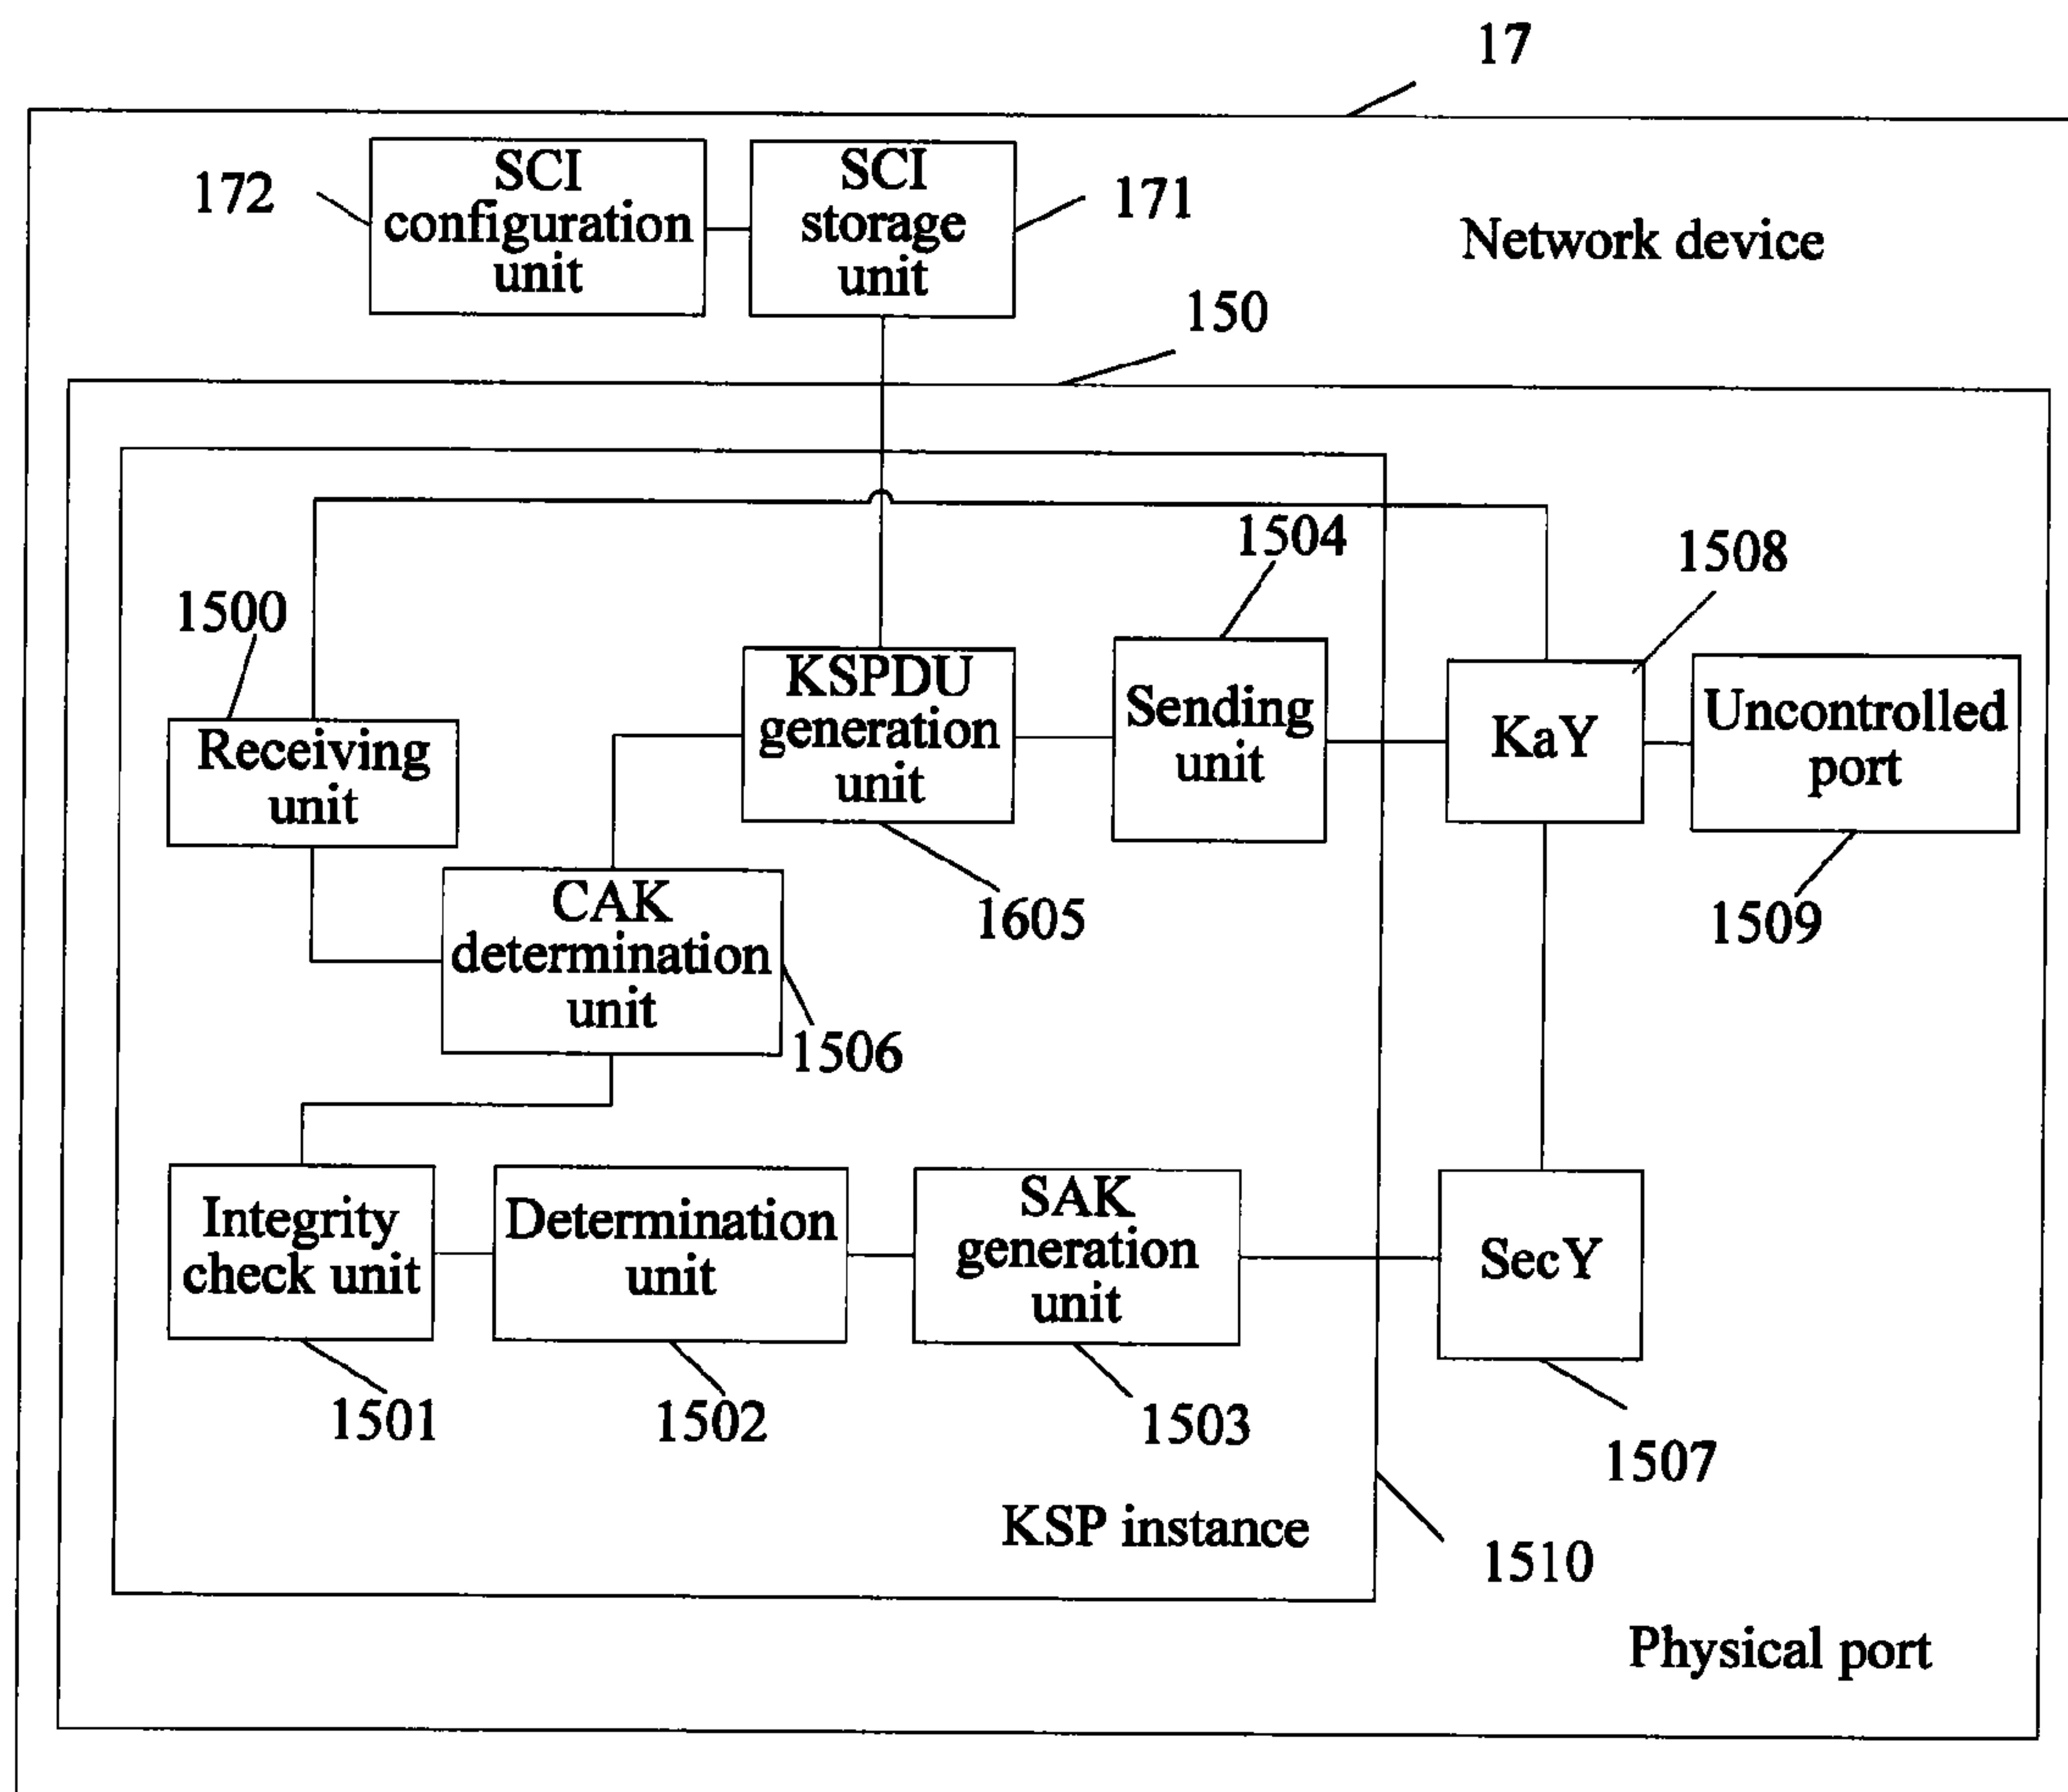 17
172
SCI
configuration
unit
SCI
storage
unit
171
Network device
150
1504
1508
1500
Receiving
unit
KSPDU
generation
unit
Sending
unit
KaY
Uncontrolled
port
1605
1509
CAK
determination
unit
1506
Integrity
check unit
Determination
unit
SAK
generation
unit
SecY
1501
1502
1503
1507
KSP instance
1510
Physical port